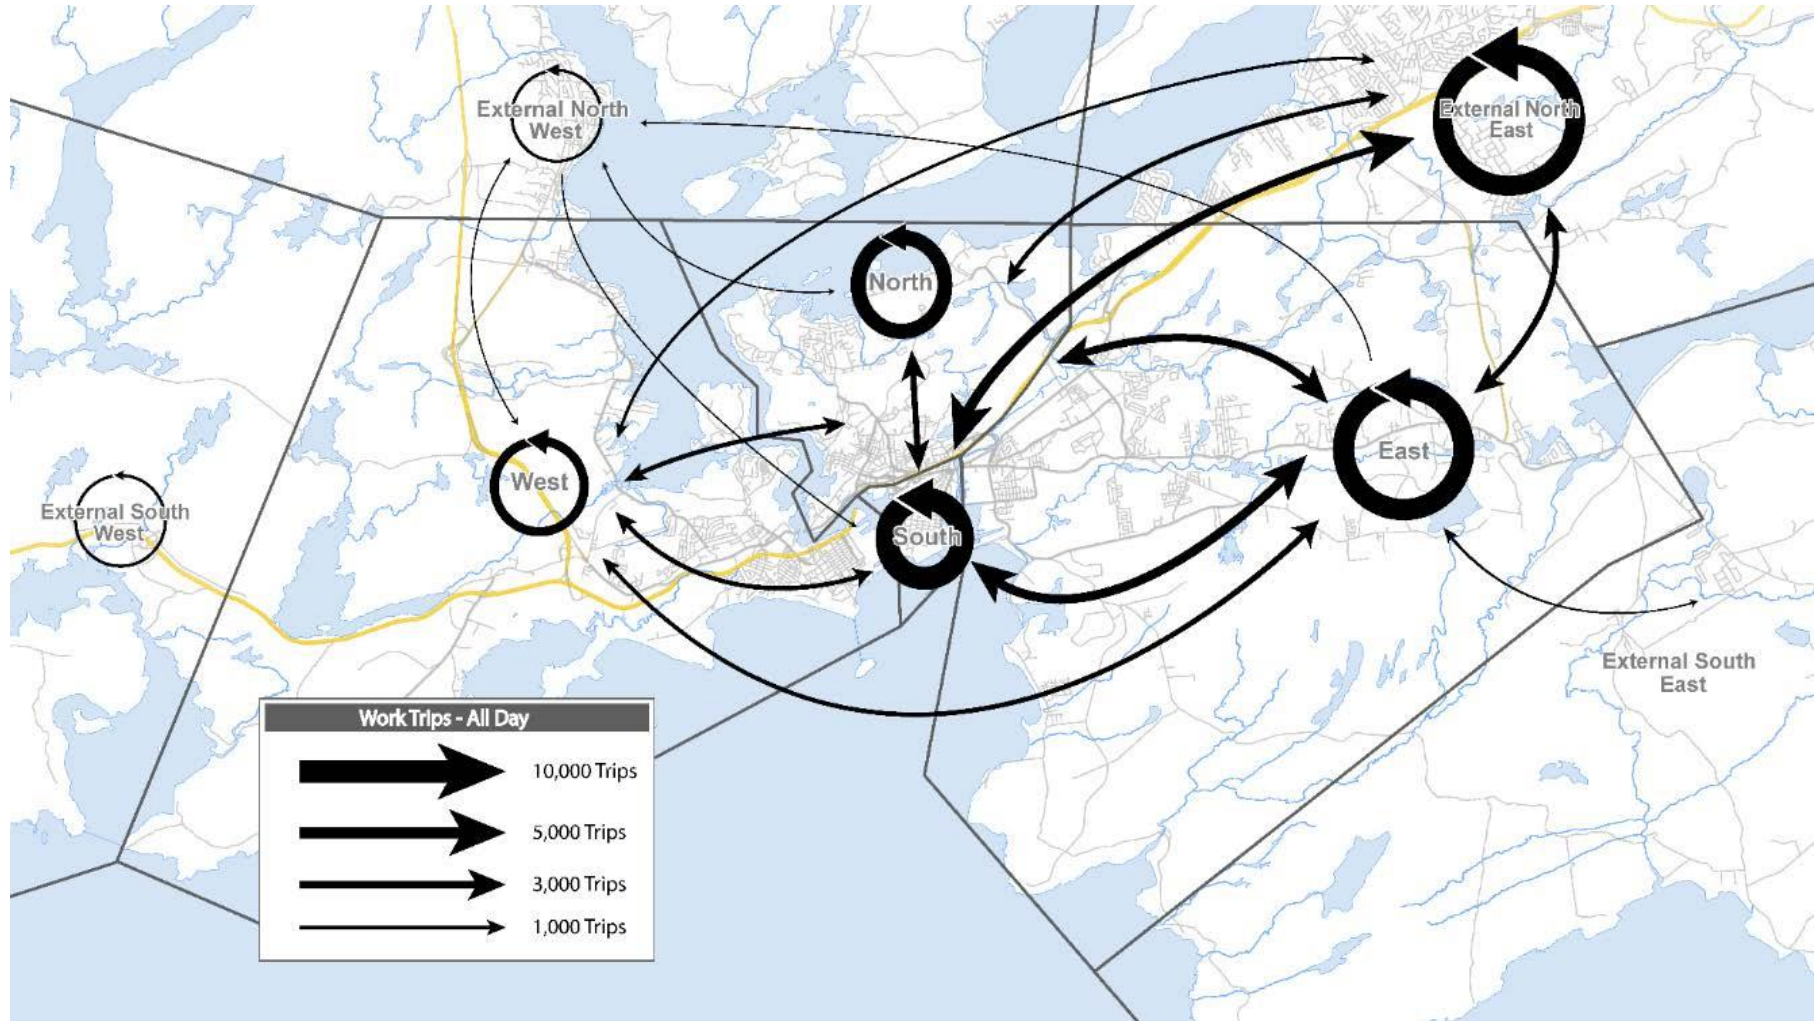 External North
West
External North
East
North
East
West
External South
West
South
External South
East
Work Trips - All Day
10,000 Trips
5,000 Trips
3,000 Trips
1,000 Trips